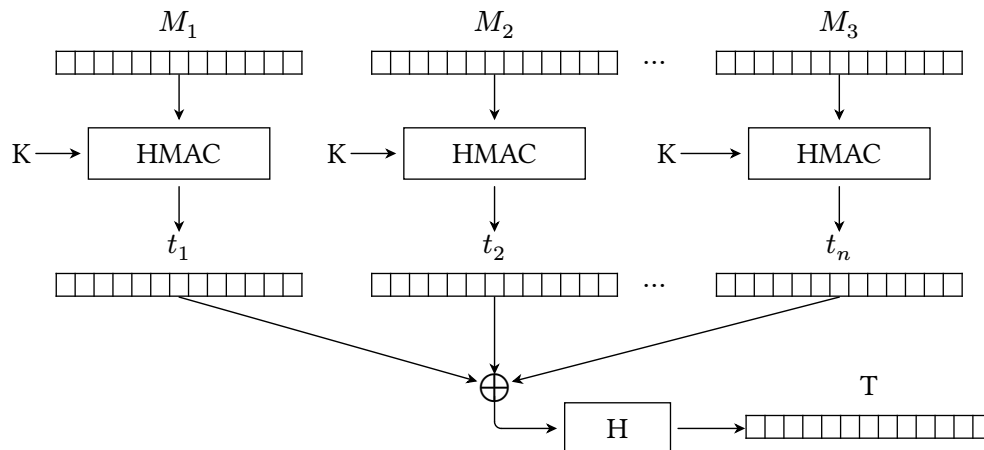 M₁ M₂ M₃
...
K HMAC K HMAC K HMAC
t₁ t₂ tₙ
...
T
H